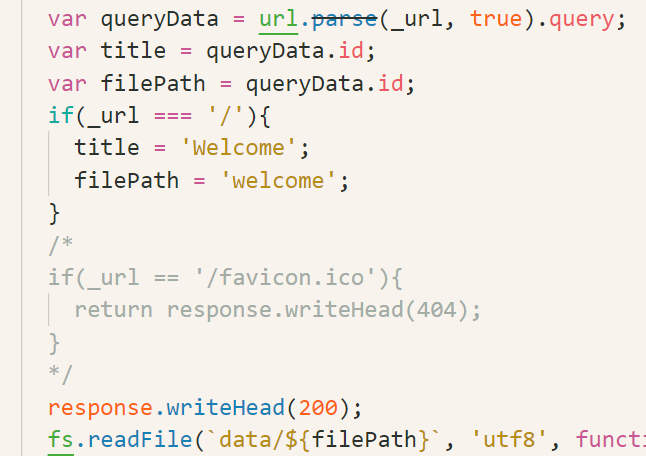 var queryData = url.parse(_url, true).query;
var title = queryData.id;
var filePath = queryData.id;
if(_url === '/'){
title = 'Welcome';
filePath = 'welcome';
}
/*
if(_url == '/favicon.ico'){
return response.writeHead(404);
}
*/
response.writeHead(200);
fs.readFile(`data/${filePath}`, 'utf8', functi